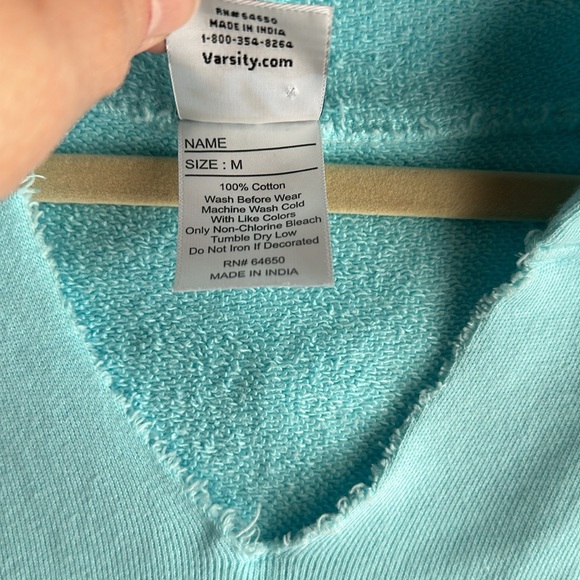 RN# 64650
MADE IN INDIA
1-800-354-8264
Varsity.com
NAME
SIZE : M
100% Cotton
Wash Before Wear
Machine Wash Cold
With Like Colors
Only Non-Chlorine Bleach
Tumble Dry Low
Do Not Iron If Decorated
RN# 64650
MADE IN INDIA